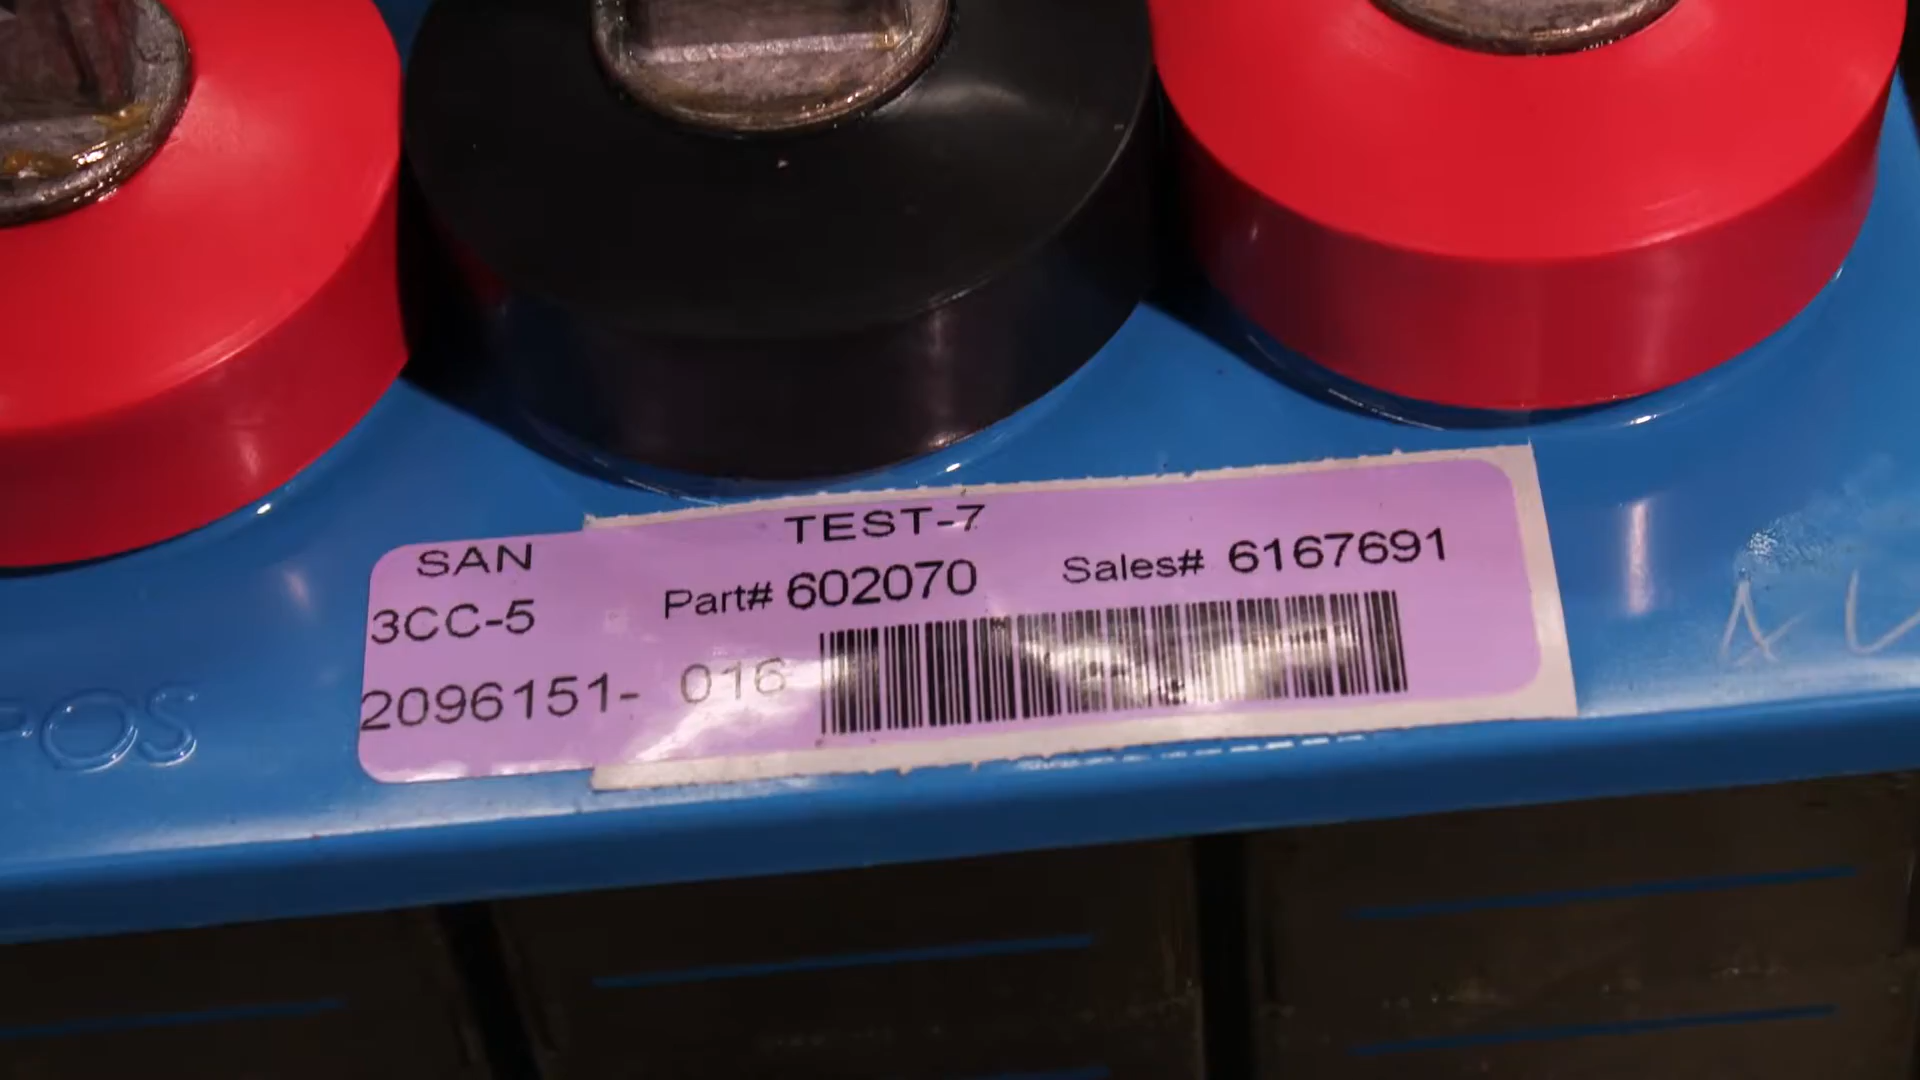 TEST-7
SAN
Part# 602070 Sales# 6167691
3CC-5
2096151- 016
POS